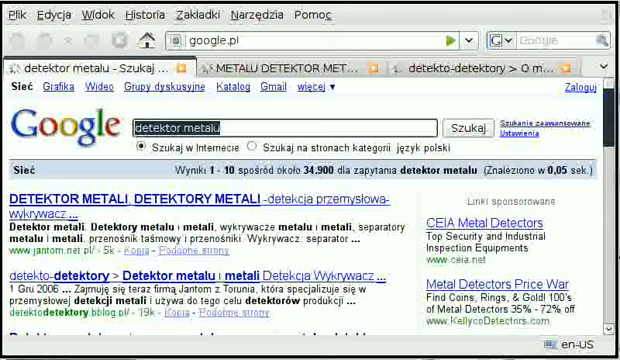 Plik Edycja Widok Historia Zakładki Narzędzia Pomoc
google.pl
Google
detektor metalu - Szukaj ...
METALU DETEKTOR MET...
detekto-detektory > O m...
Sieć Grafika Wideo Grupy dyskusyjne Katalog Gmail więcej ▼
Zaloguj
Google
detektor metalu
Szukaj
Szukanie zaawansowane
Ustawienia
Szukaj w Internecie Szukaj na stronach kategorii język polski
Sieć
Wyniki 1 - 10 spośród około 34,900 dla zapytania detektor metalu (Znaleziono w 0,05 sek.)
DETEKTOR METALI, DETEKTORY METALI -detekcja przemysłowa-
wykrywacz ...
Detektor metali. Detektory metalu i metali, wykrywacze metalu i metali, separatory
metalu i metali. przenośnik taśmowy i przenośniki. Wykrywacz: separator ...
www.jantom.net.pl/ - 5k - Kopia - Podobne strony
detekto-detektory > Detektor metalu i metali Detekcja Wykrywacz ...
1 Gru 2006 ... Zajmuję się teraz firmą Jantom z Torunia, która specjalizuje się w
przemysłowej detekcji metali i używa do tego celu detektorów produkcji ...
detektodetektory.bblog.pl/ - 19k - Kopia - Podobne strony
Linki sponsorowane
CEIA Metal Detectors
Top Security and Industrial
Inspection Equipments
www.ceia.net
Metal Detectors Price War
Find Coins, Rings, & Gold! 100's
of Metal Detectors 35% - 72% off
www.KellycoDetectors.com
en-US